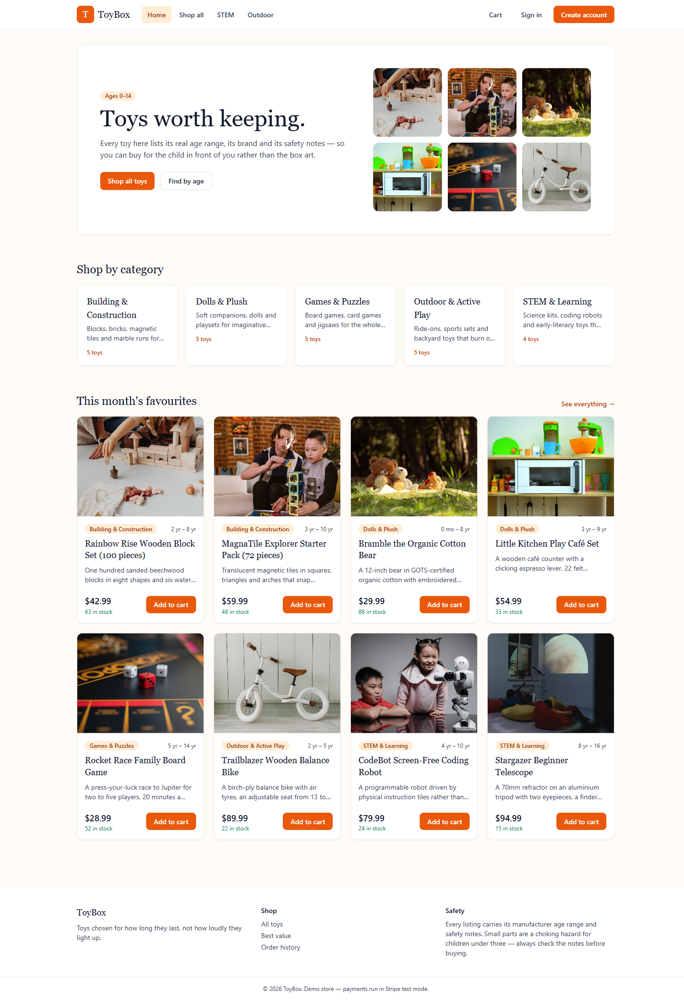 T ToyBox Home Shop all STEM Outdoor Cart Sign in Create account
Ages 0–14
Toys worth keeping.
Every toy here lists its real age range, its brand and its safety notes — so
you can buy for the child in front of you rather than the box art.
Shop all toys Find by age
Shop by category
Building &
Construction
Blocks, bricks, magnetic
tiles and marble runs for...
5 toys
Dolls & Plush
Soft companions, dolls and
playsets for imaginative...
5 toys
Games & Puzzles
Board games, card games
and jigsaws for the whole...
5 toys
Outdoor & Active
Play
Ride-ons, sports sets and
backyard toys that burn o...
5 toys
STEM & Learning
Science kits, coding robots
and early-literacy toys th...
4 toys
This month's favourites
See everything →
Building & Construction 2 yr – 8 yr
Rainbow Rise Wooden Block
Set (100 pieces)
One hundred sanded beechwood
blocks in eight shapes and six water...
$42.99
63 in stock
Add to cart
Building & Construction 3 yr – 10 yr
MagnaTile Explorer Starter
Pack (72 pieces)
Translucent magnetic tiles in squares,
triangles and arches that snap...
$59.99
48 in stock
Add to cart
Dolls & Plush 0 mo – 8 yr
Bramble the Organic Cotton
Bear
A 12-inch bear in GOTS-certified
organic cotton with embroidered...
$29.99
88 in stock
Add to cart
Dolls & Plush 3 yr – 9 yr
Little Kitchen Play Café Set
A wooden café counter with a
clicking espresso lever, 22 felt...
$54.99
33 in stock
Add to cart
Games & Puzzles 5 yr – 14 yr
Rocket Race Family Board
Game
A press-your-luck race to Jupiter for
two to five players, 20 minutes a...
$28.99
52 in stock
Add to cart
Outdoor & Active Play 2 yr – 5 yr
Trailblazer Wooden Balance
Bike
A birch-ply balance bike with air
tyres, an adjustable seat from 13 to...
$89.99
22 in stock
Add to cart
STEM & Learning 4 yr – 10 yr
CodeBot Screen-Free Coding
Robot
A programmable robot driven by
physical instruction tiles rather than...
$79.99
24 in stock
Add to cart
STEM & Learning 8 yr – 16 yr
Stargazer Beginner
Telescope
A 70mm refractor on an aluminium
tripod with two eyepieces, a finder...
$94.99
15 in stock
Add to cart
ToyBox
Toys chosen for how long they last, not how loudly they
light up.
Shop
All toys
Best value
Order history
Safety
Every listing carries its manufacturer age range and
safety notes. Small parts are a choking hazard for
children under three — always check the notes before
buying.
© 2026 ToyBox. Demo store — payments run in Stripe test mode.